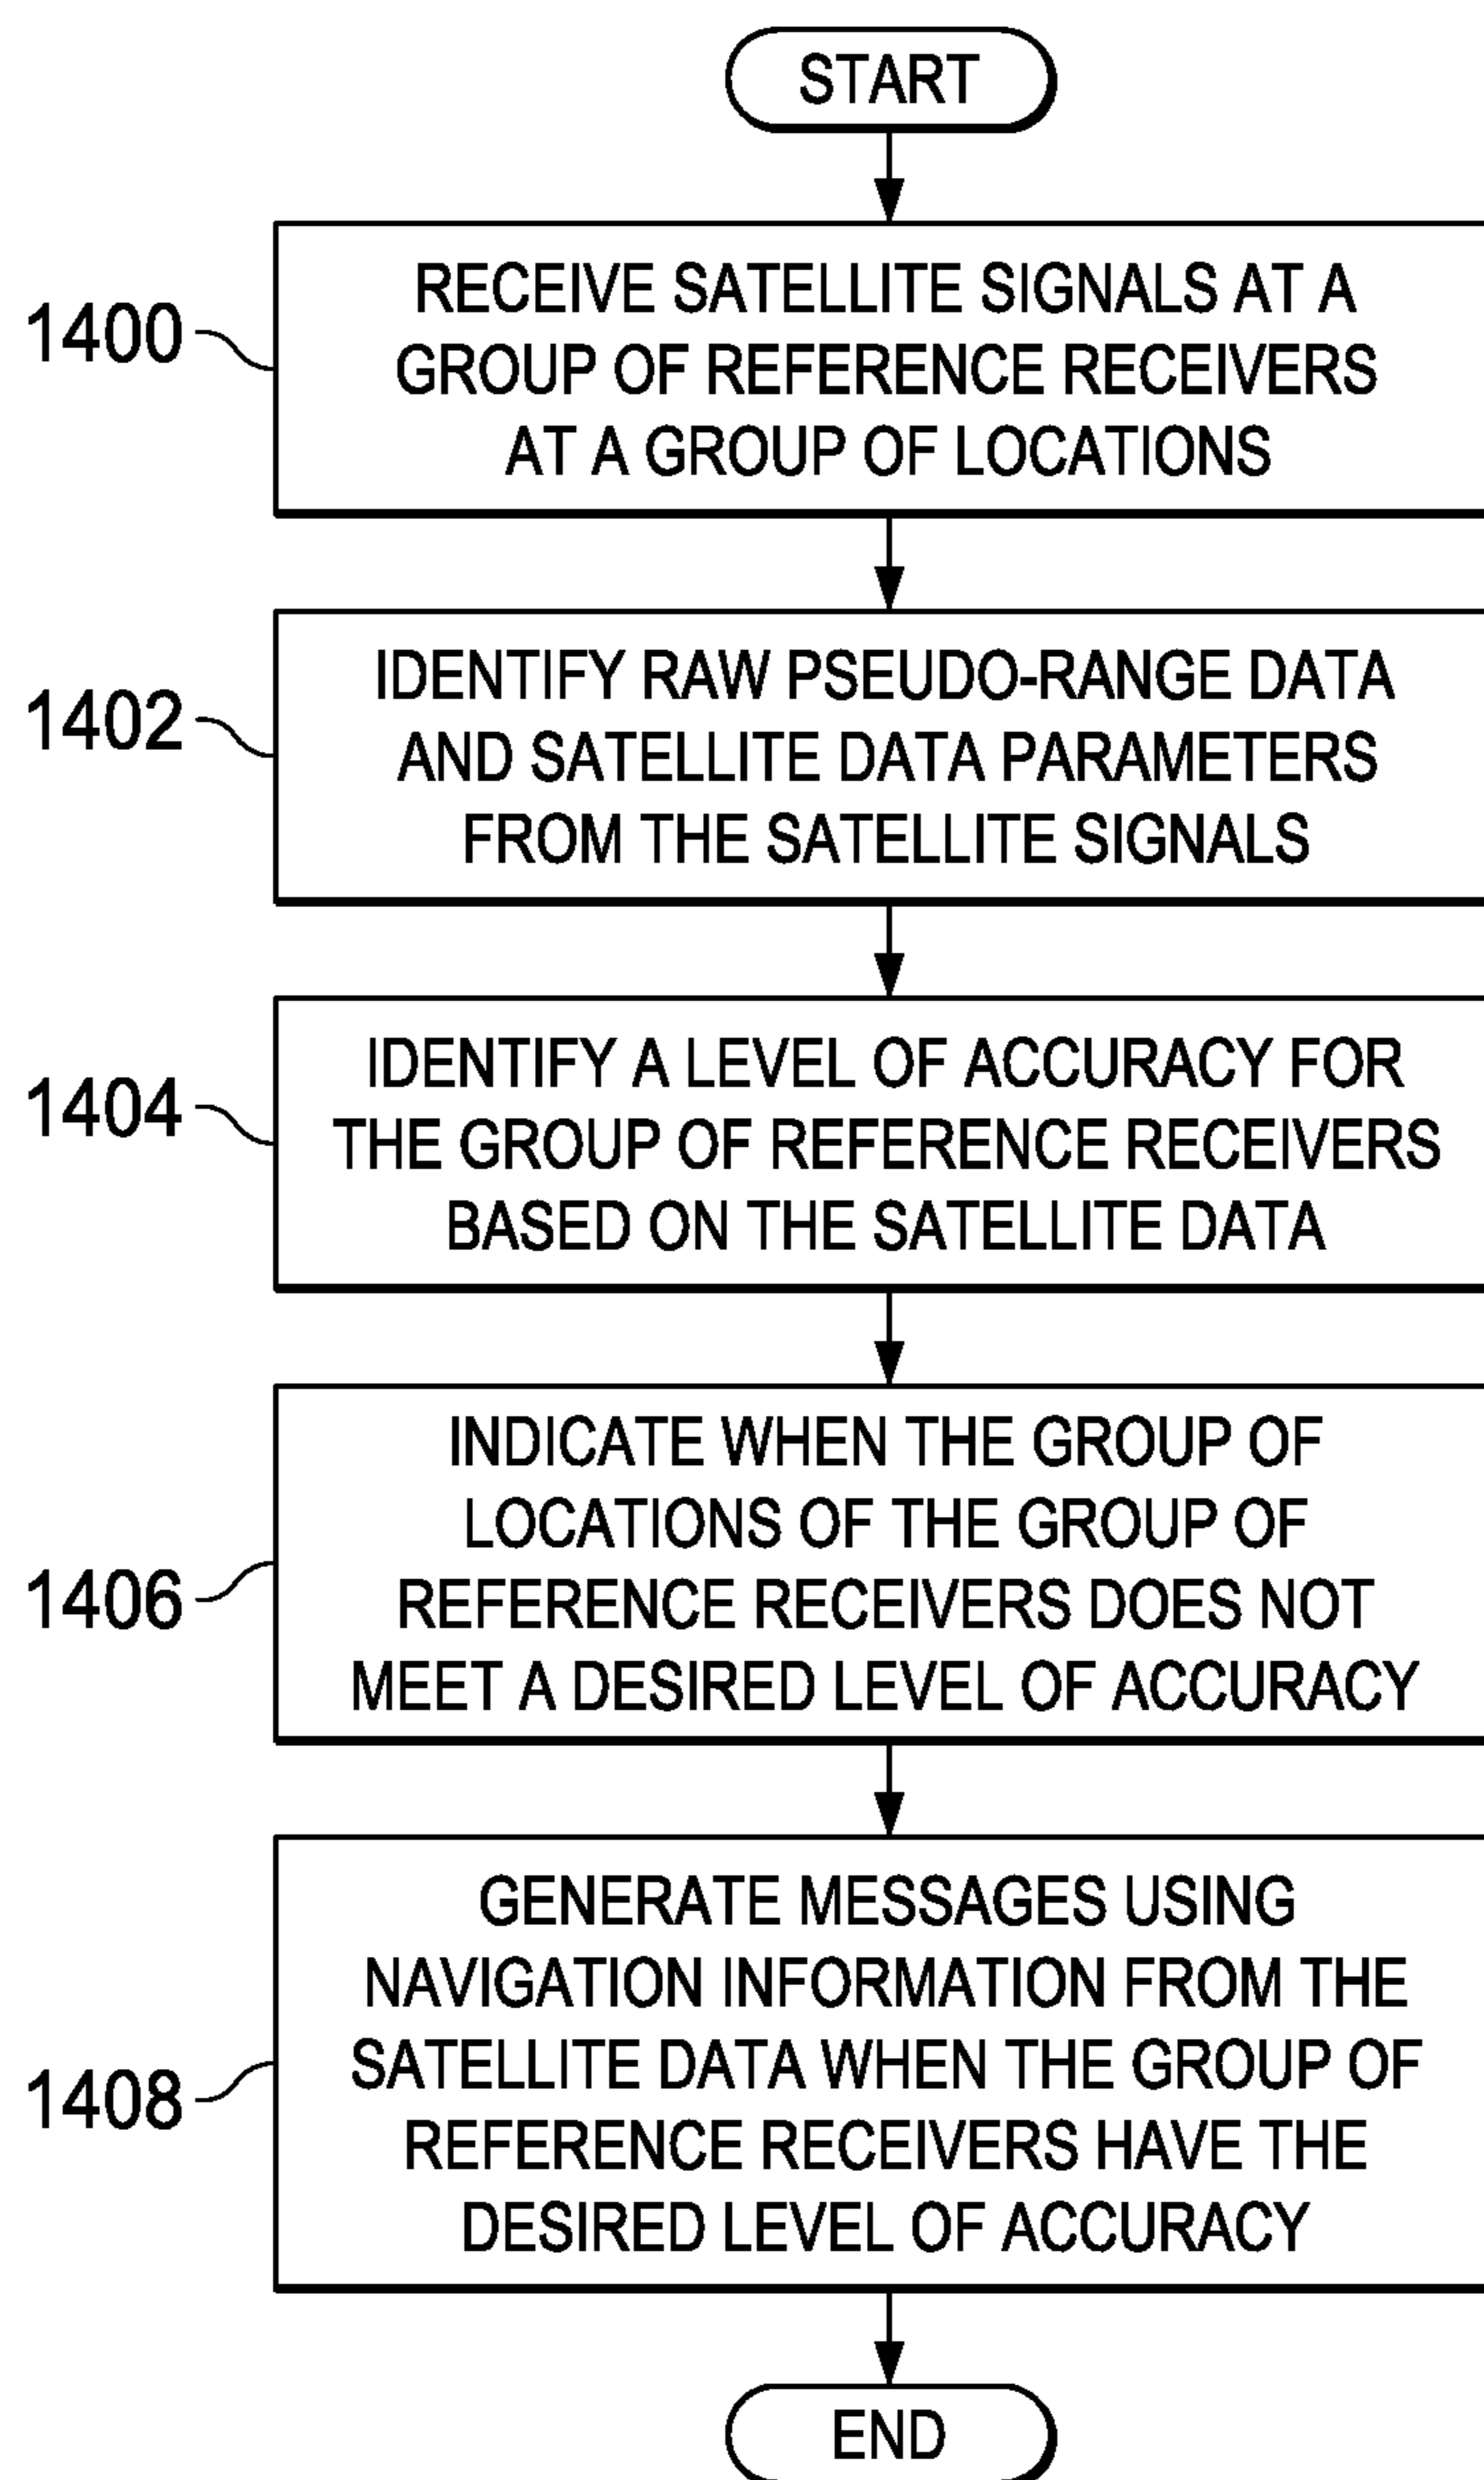 START
1400
RECEIVE SATELLITE SIGNALS AT A
GROUP OF REFERENCE RECEIVERS
AT A GROUP OF LOCATIONS
1402
IDENTIFY RAW PSEUDO-RANGE DATA
AND SATELLITE DATA PARAMETERS
FROM THE SATELLITE SIGNALS
1404
IDENTIFY A LEVEL OF ACCURACY FOR
THE GROUP OF REFERENCE RECEIVERS
BASED ON THE SATELLITE DATA
1406
INDICATE WHEN THE GROUP OF
LOCATIONS OF THE GROUP OF
REFERENCE RECEIVERS DOES NOT
MEET A DESIRED LEVEL OF ACCURACY
1408
GENERATE MESSAGES USING
NAVIGATION INFORMATION FROM THE
SATELLITE DATA WHEN THE GROUP OF
REFERENCE RECEIVERS HAVE THE
DESIRED LEVEL OF ACCURACY
END